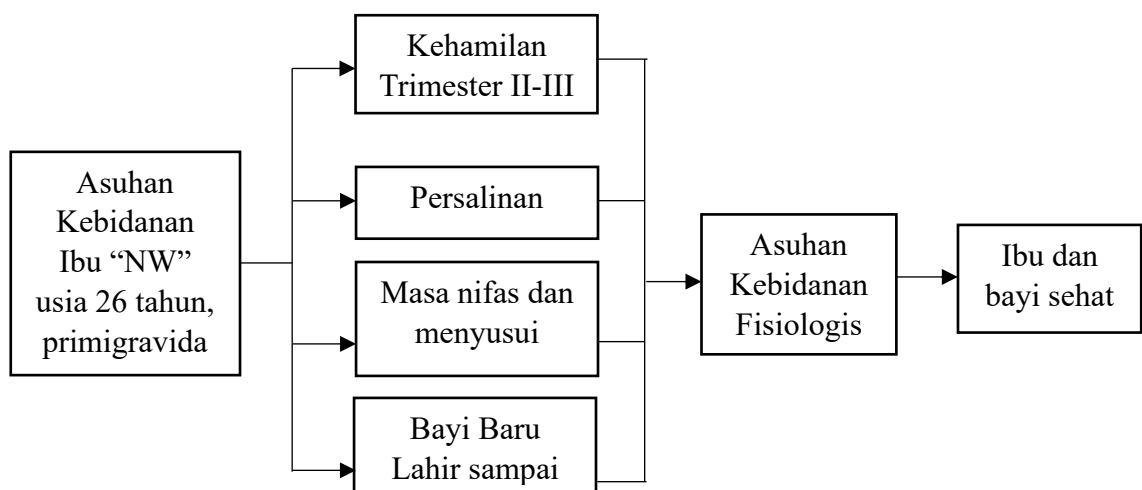 Asuhan
Kebidanan
Ibu “NW”
usia 26 tahun,
primigravida
Kehamilan
Trimester II-III
Persalinan
Masa nifas dan
menyusui
Bayi Baru
Lahir sampai
Asuhan
Kebidanan
Fisiologis
Ibu dan
bayi sehat